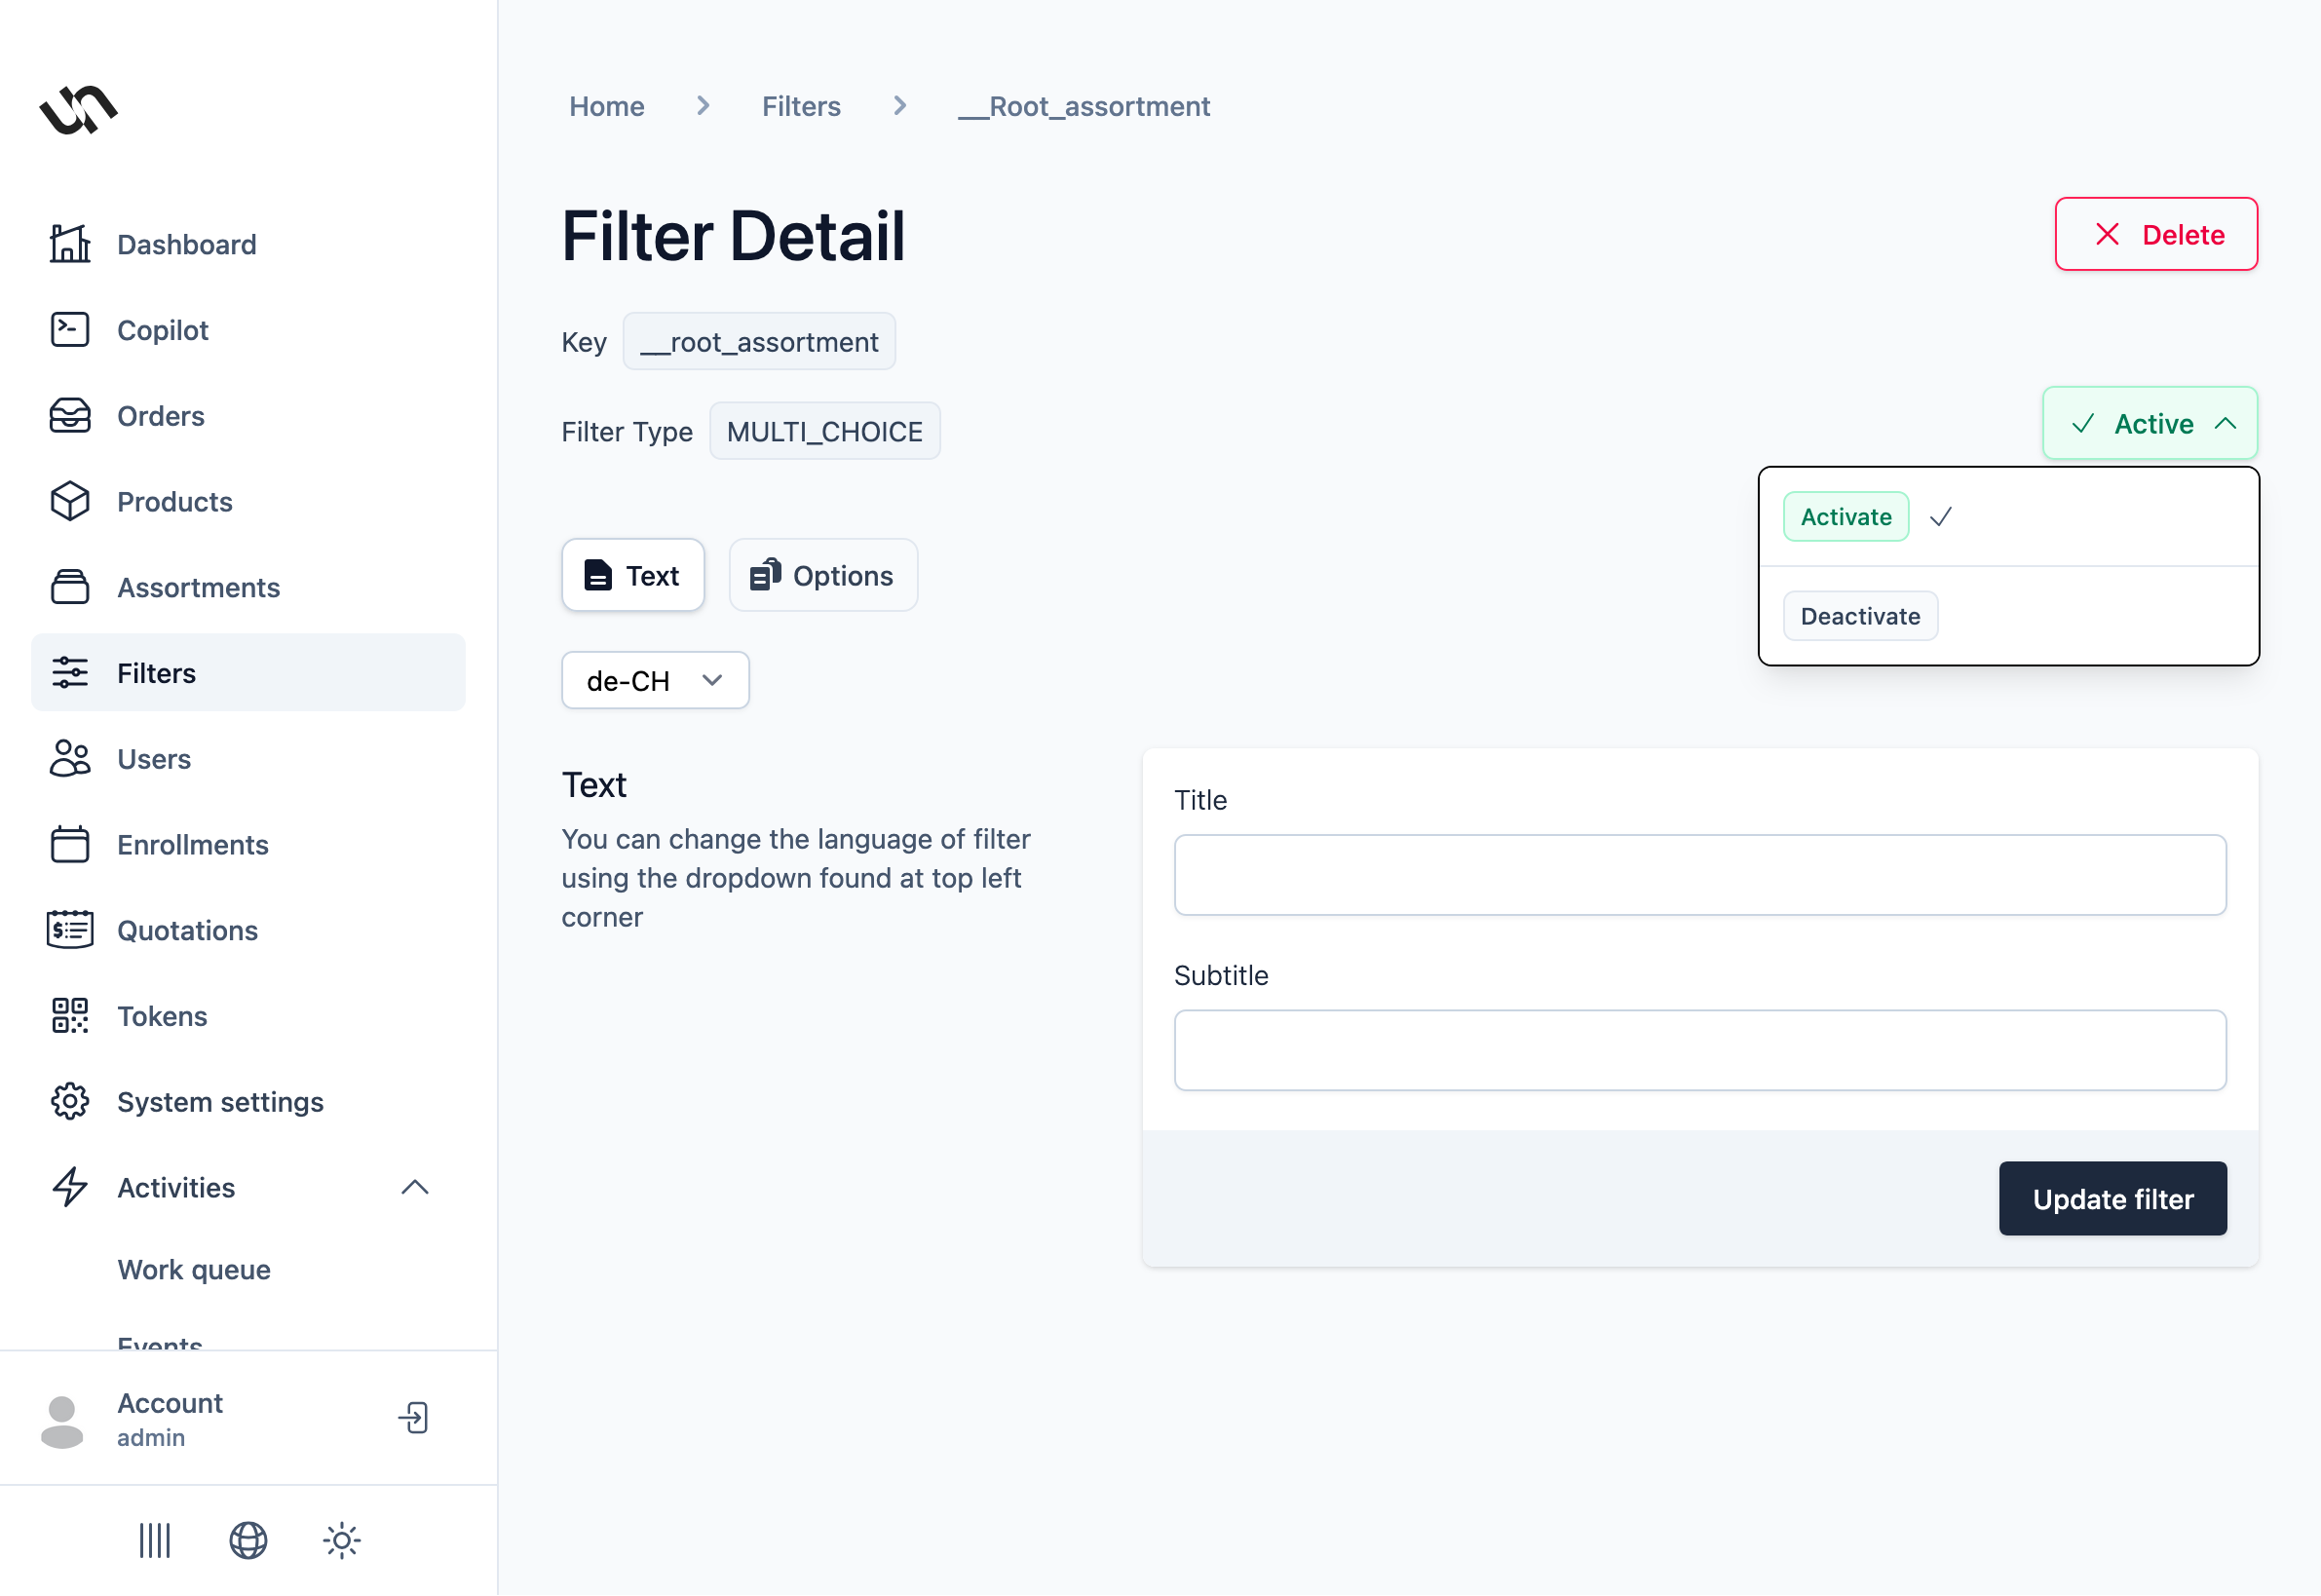 Dashboard
Copilot
Orders
Products
Assortments
Filters
Users
Enrollments
Quotations
Tokens
System settings
Activities
Work queue
Events
Account
admin
Home
Filters
__Root_assortment
Filter Detail
Delete
Key
__root_assortment
Filter Type
MULTI_CHOICE
Active
Activate
Deactivate
Text
Options
de-CH
Text
You can change the language of filter
using the dropdown found at top left
corner
Title
Subtitle
Update filter